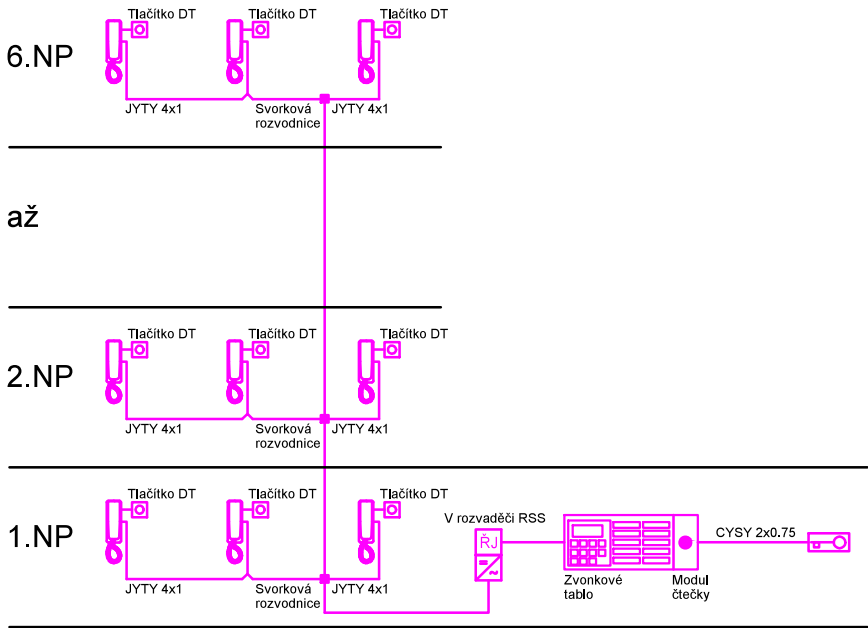 Tlačítko DT
Tlačítko DT
Tlačítko DT
6.NP
JYTY 4x1
Svorková
rozvodnice
JYTY 4x1
až
Tlačítko DT
Tlačítko DT
Tlačítko DT
2.NP
JYTY 4x1
Svorková
rozvodnice
JYTY 4x1
Tlačítko DT
Tlačítko DT
Tlačítko DT
1.NP
V rozvaděči RSS
ŘJ
CYSY 2x0.75
JYTY 4x1
Svorková
rozvodnice
JYTY 4x1
Zvonkové
tablo
Modul
čtečky